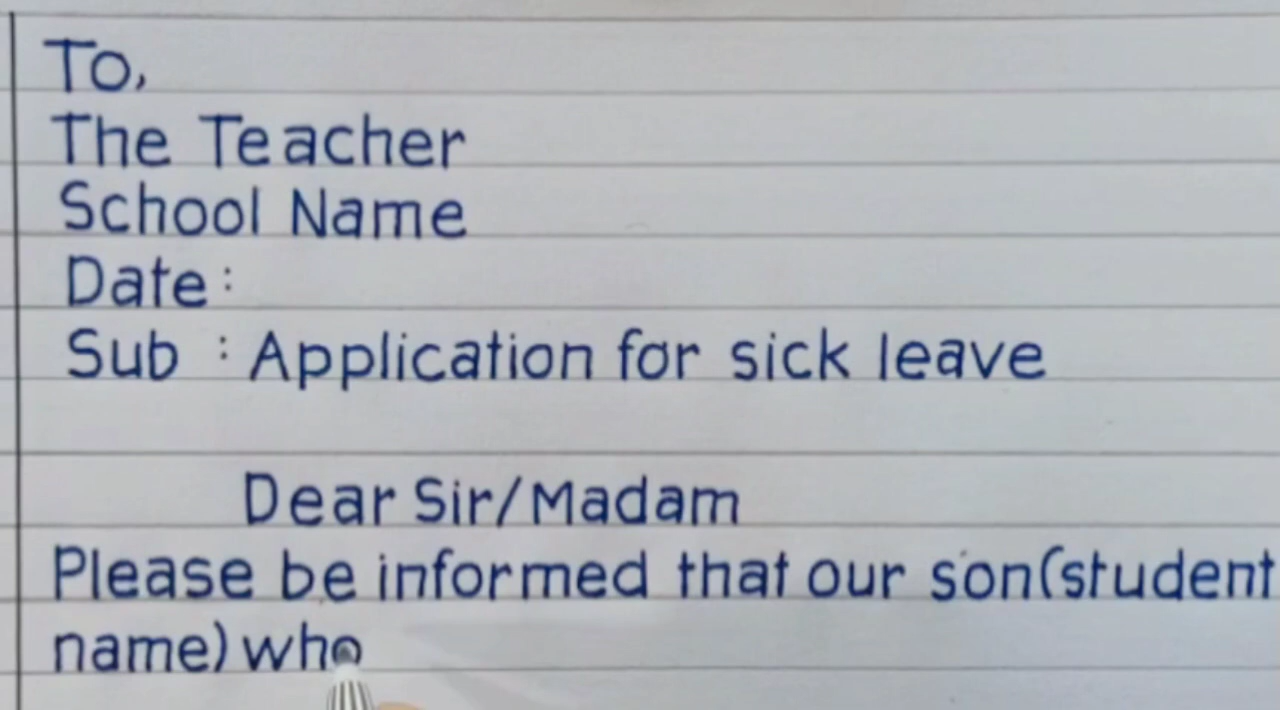 To,
The Teacher
School Name
Date :
Sub : Application for sick leave
Dear Sir/Madam
Please be informed that our son(student
name) who